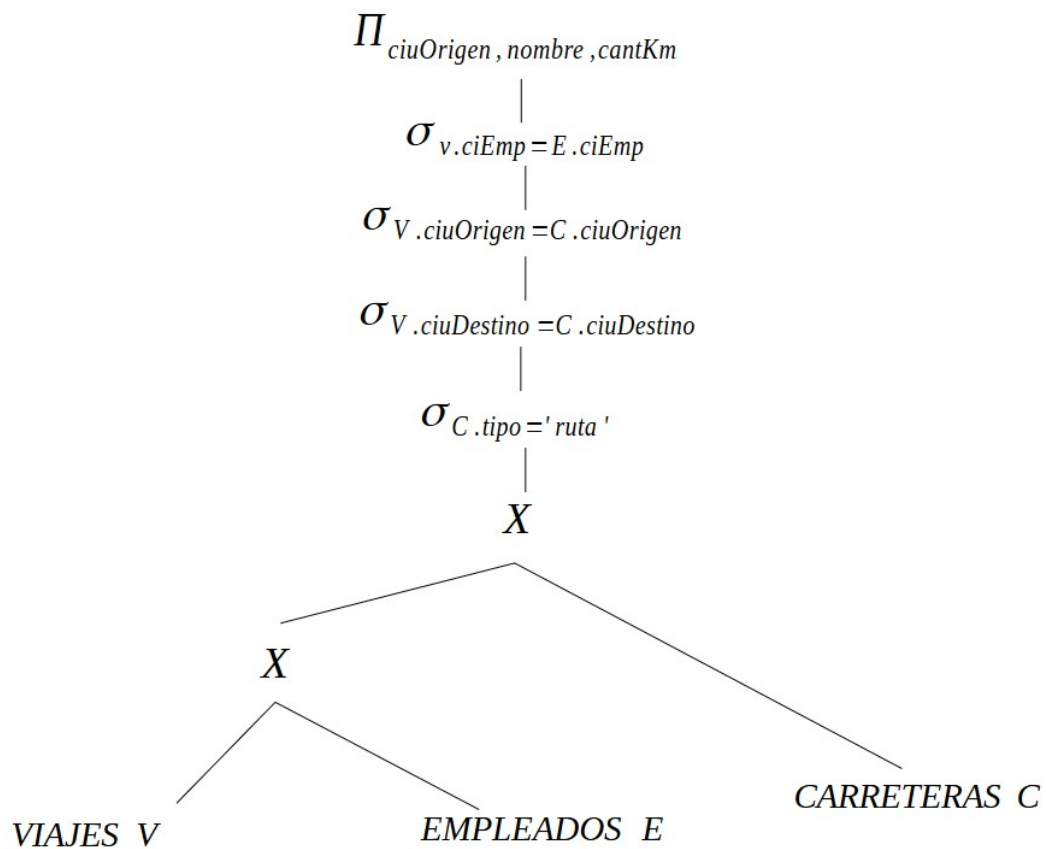 Π ciuOrigen , nombre , cantKm
σ v . ciEmp = E . ciEmp
σ V . ciuOrigen = C . ciuOrigen
σ V . ciuDestino = C . ciuDestino
σ C . tipo = ' ruta '
X
X
CARRETERAS C
VIAJES V
EMPLEADOS E